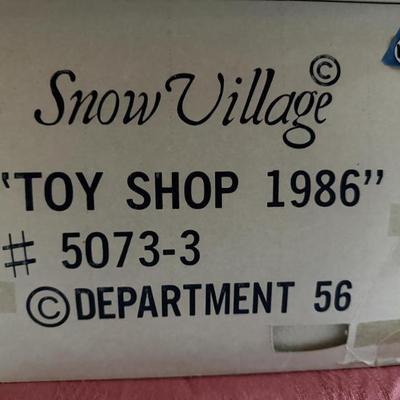 Snow Village ©
"TOY SHOP 1986"
# 5073-3
© DEPARTMENT 56